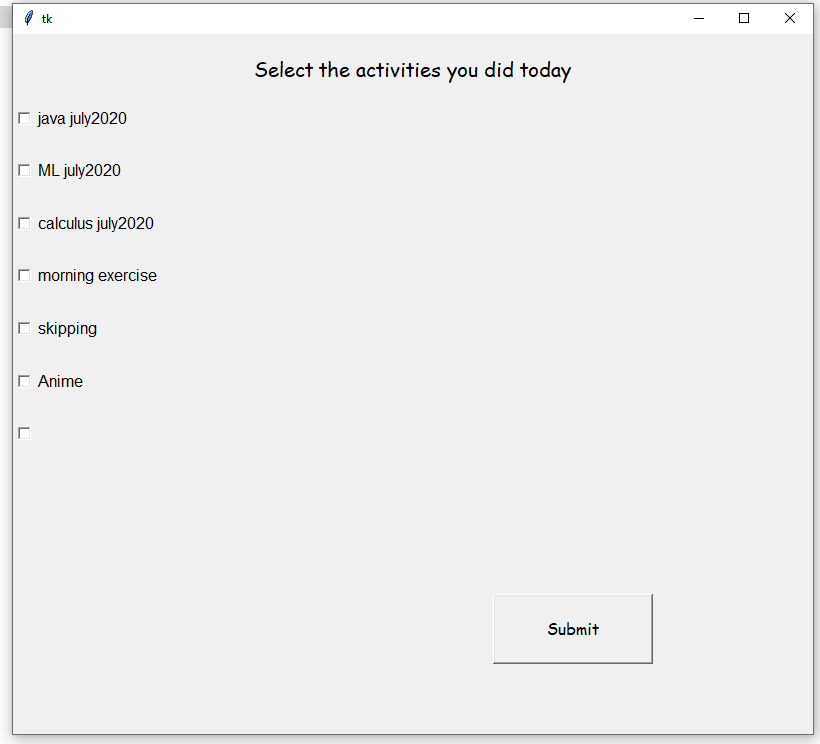 tk
Select the activities you did today
java july2020
ML july2020
calculus july2020
morning exercise
skipping
Anime
Submit